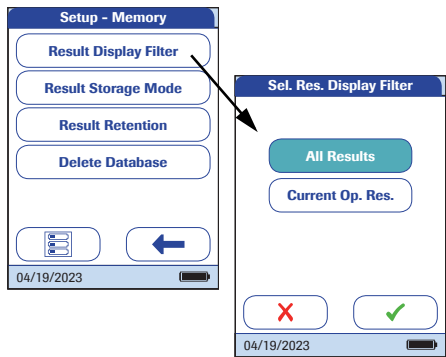 Setup - Memory
Result Display Filter
Result Storage Mode
Result Retention
Delete Database
04/19/2023
Sel. Res. Display Filter
All Results
Current Op. Res.
04/19/2023